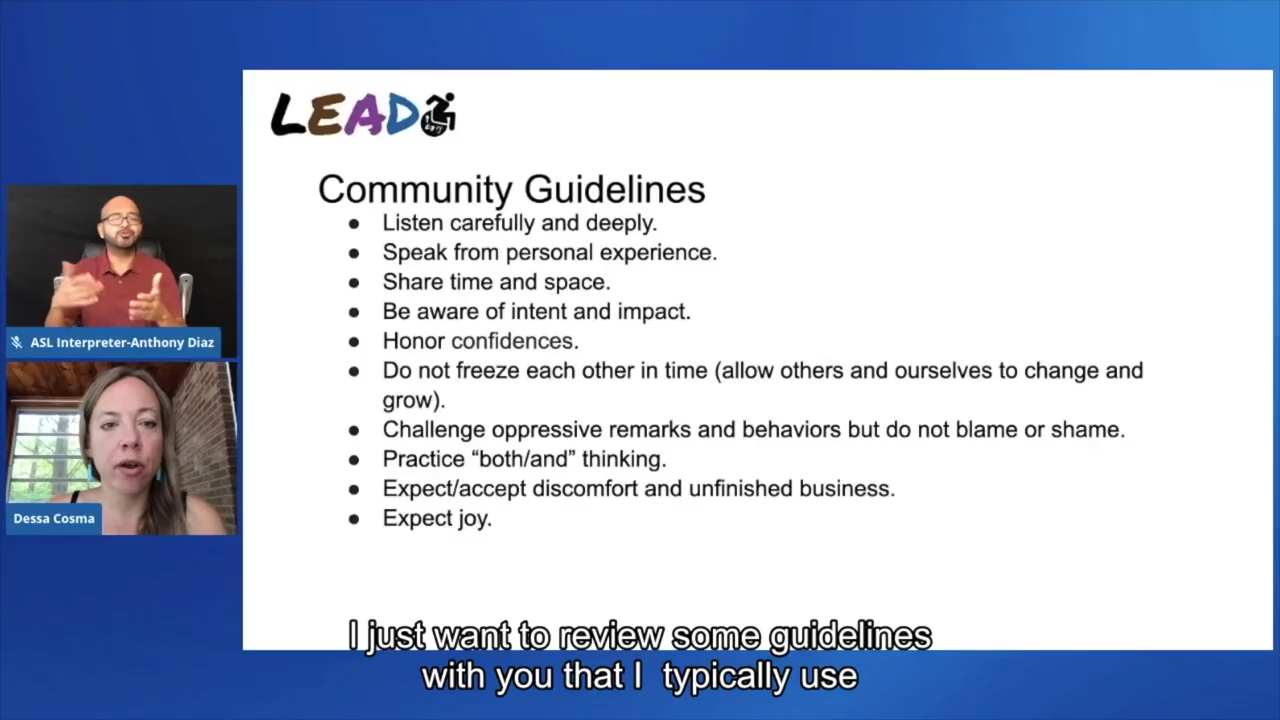 LEAD
Community Guidelines
● Listen carefully and deeply.
● Speak from personal experience.
● Share time and space.
● Be aware of intent and impact.
● Honor confidences.
● Do not freeze each other in time (allow others and ourselves to change and
grow).
● Challenge oppressive remarks and behaviors but do not blame or shame.
● Practice “both/and” thinking.
● Expect/accept discomfort and unfinished business.
● Expect joy.
ASL Interpreter-Anthony Diaz
Dessa Cosma
I just want to review some guidelines
with you that I typically use